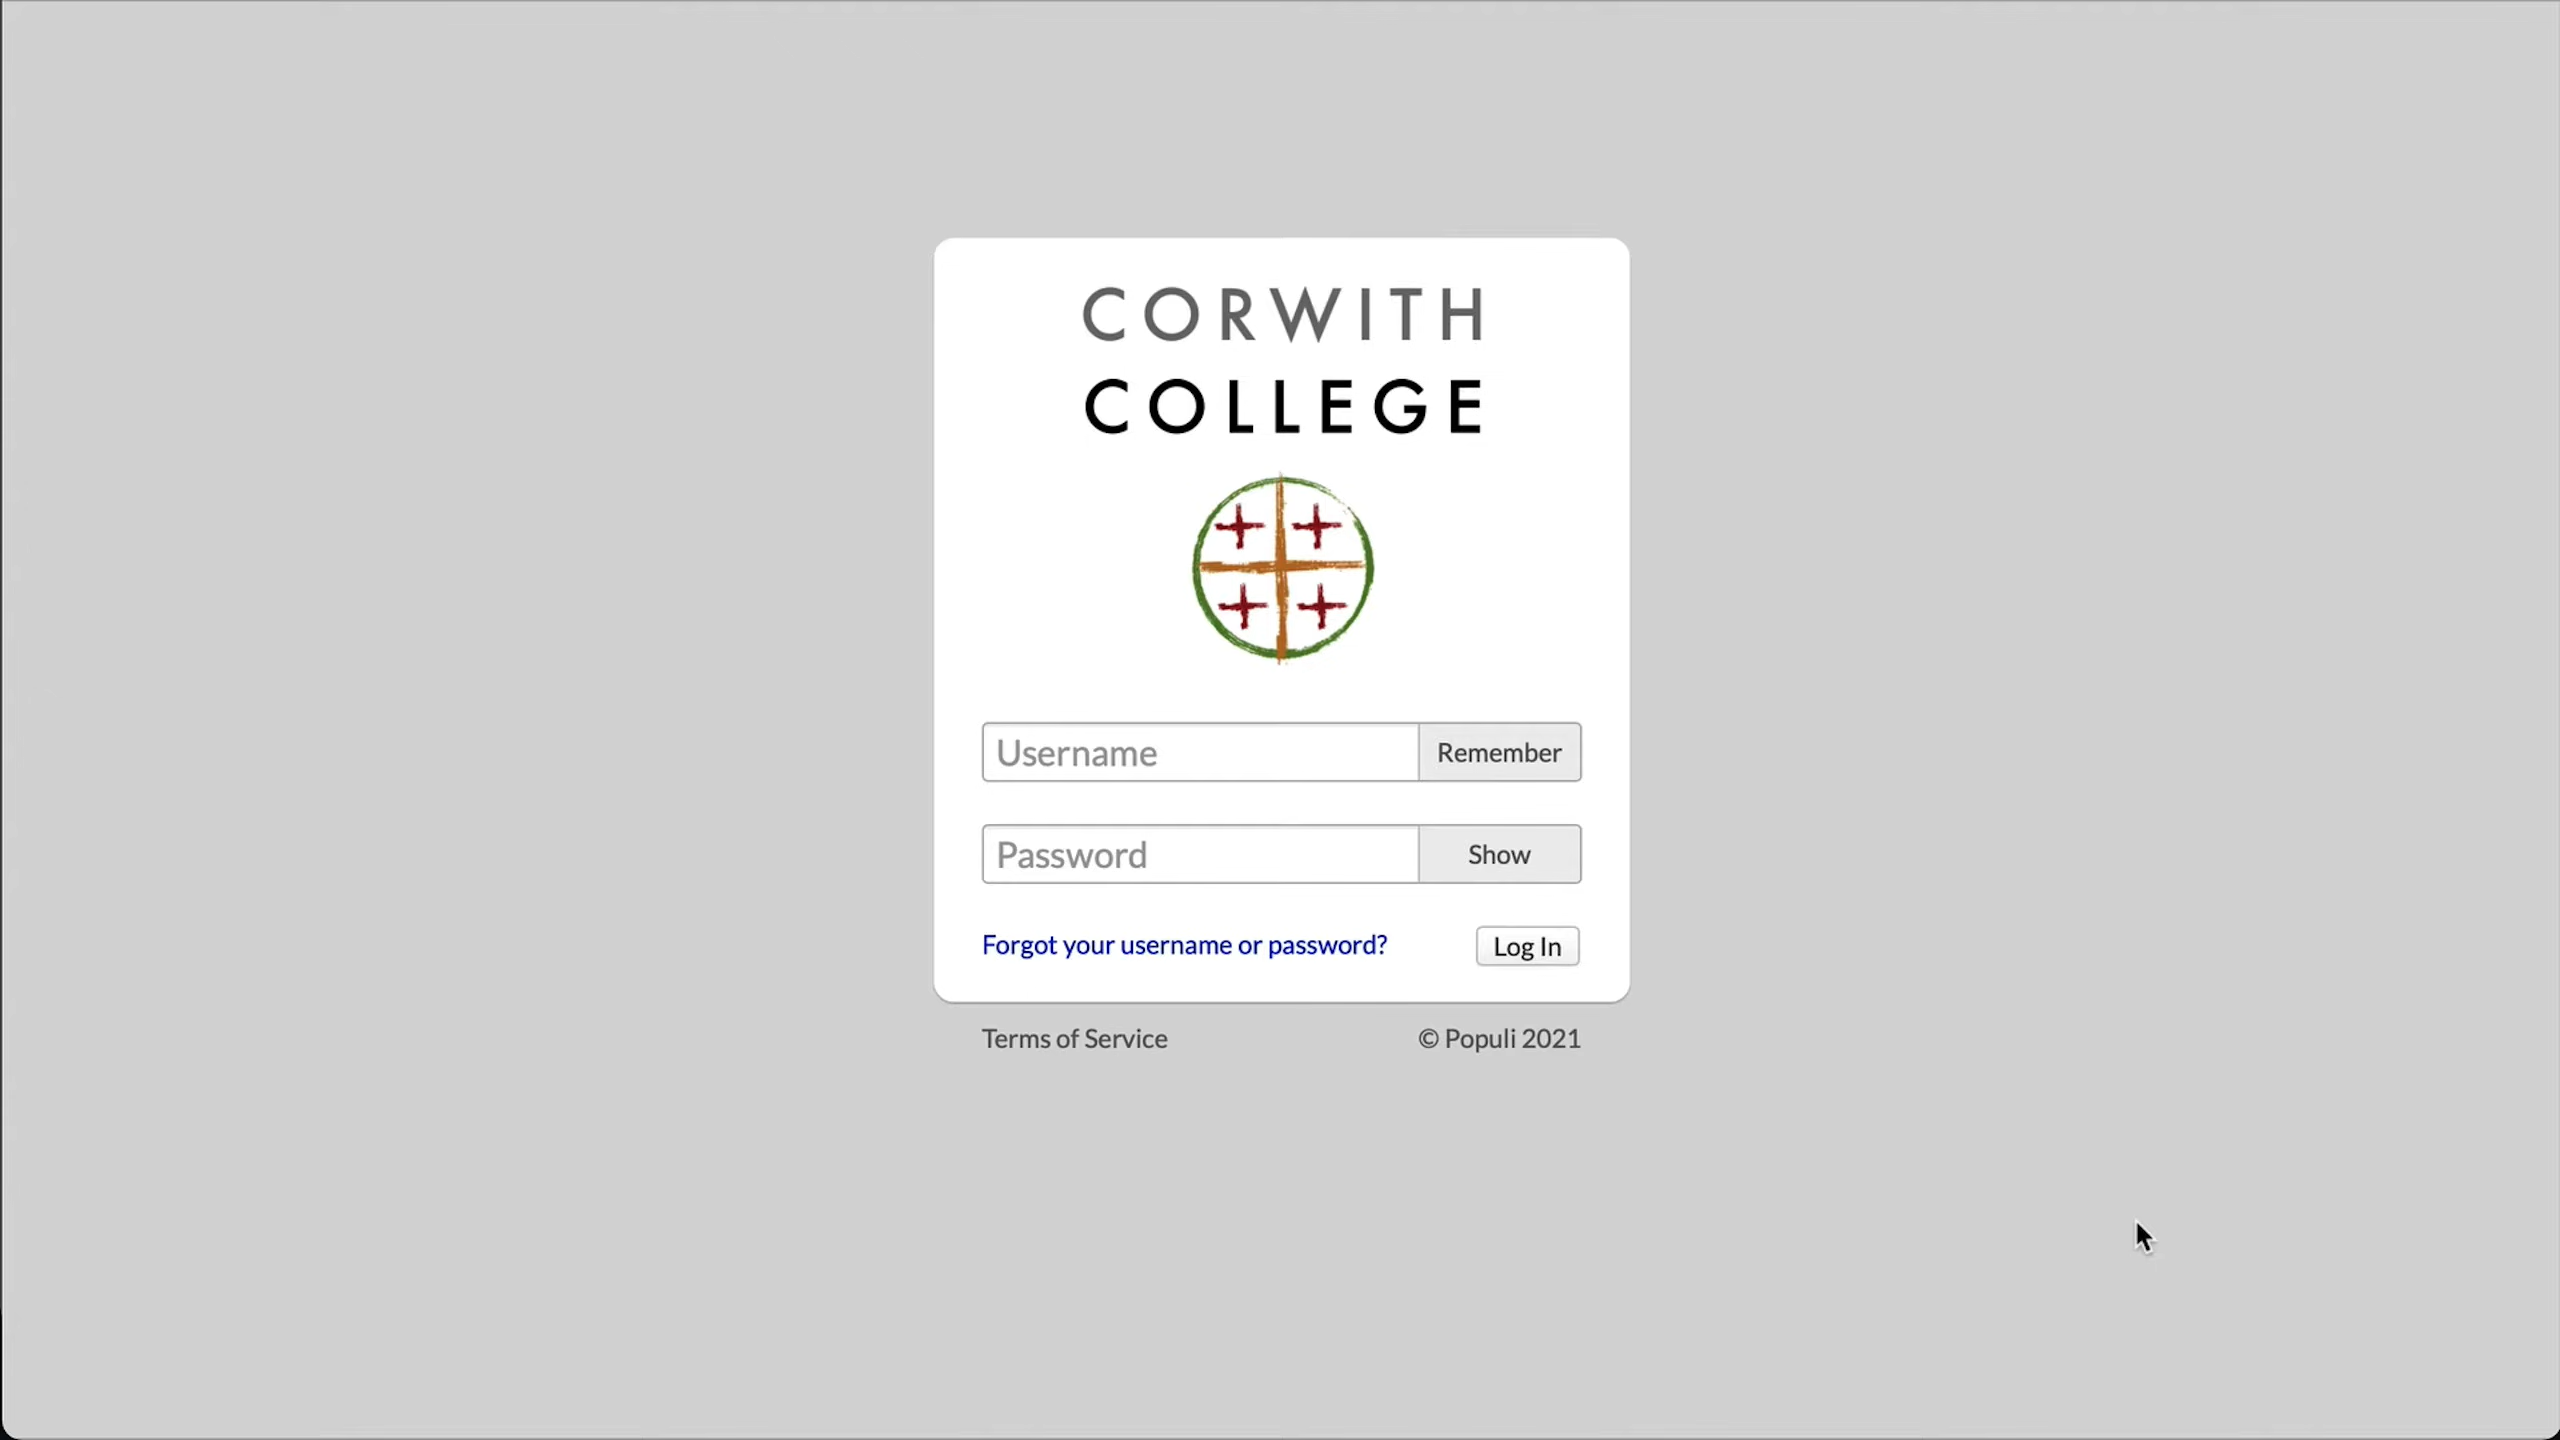 CORWITH
COLLEGE
Username
Remember
Password
Show
Forgot your username or password?
Log In
Terms of Service
© Populi 2021